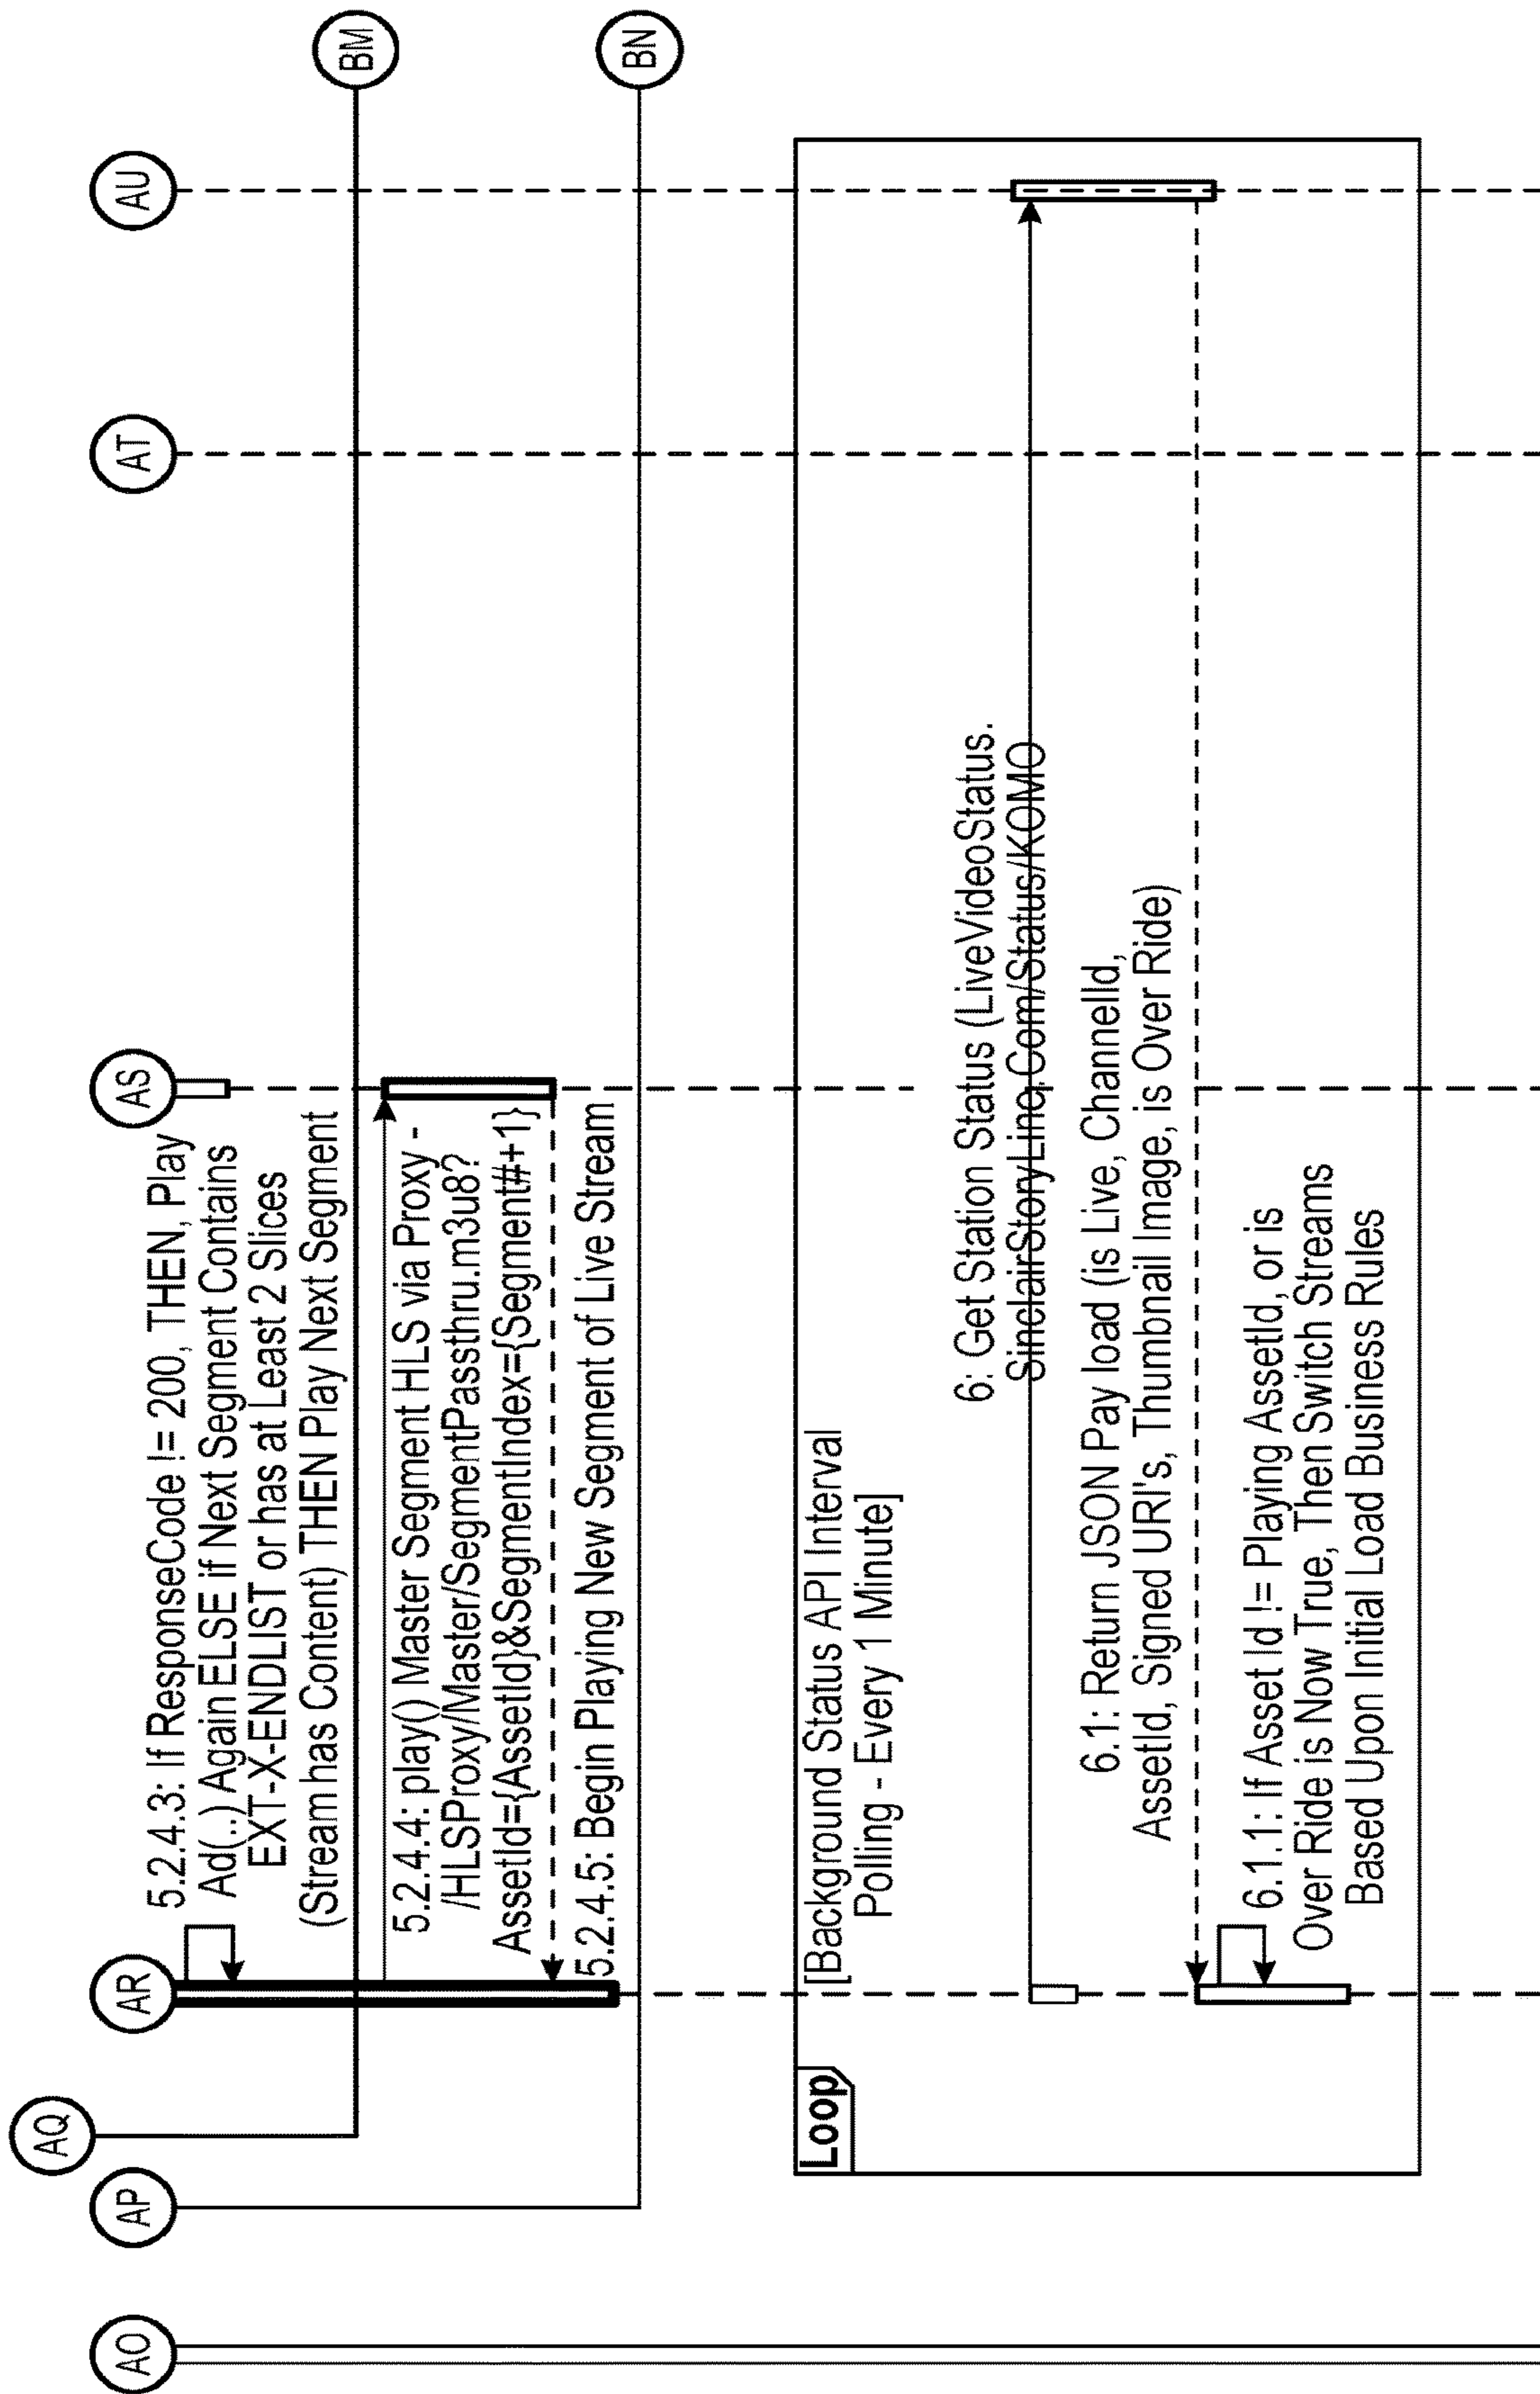 AO
AP
AQ
AR
AS
AT
AU
BM
BN
5.2.4.3: If ResponseCode != 200, THEN, Play
Ad(..) Again ELSE if Next Segment Contains
EXT-X-ENDLIST or has at Least 2 Slices
(Stream has Content) THEN Play Next Segment
5.2.4.4: play() Master Segment HLS via Proxy -
/HLSProxy/Master/SegmentPassthru.m3u8?
AssetId={AssetId}&SegmentIndex={Segment#+1}
5.2.4.5: Begin Playing New Segment of Live Stream
Loop
[Background Status API Interval
Polling - Every 1 Minute]
6: Get Station Status (LiveVideoStatus.
SinclairStoryLine,Com/Status/KOMO
6.1: Return JSON Pay load (is Live, ChannelId,
AssetId, Signed URI's, Thumbnail Image, is Over Ride)
6.1.1: If Asset Id != Playing AssetId, or is
Over Ride is Now True, Then Switch Streams
Based Upon Initial Load Business Rules